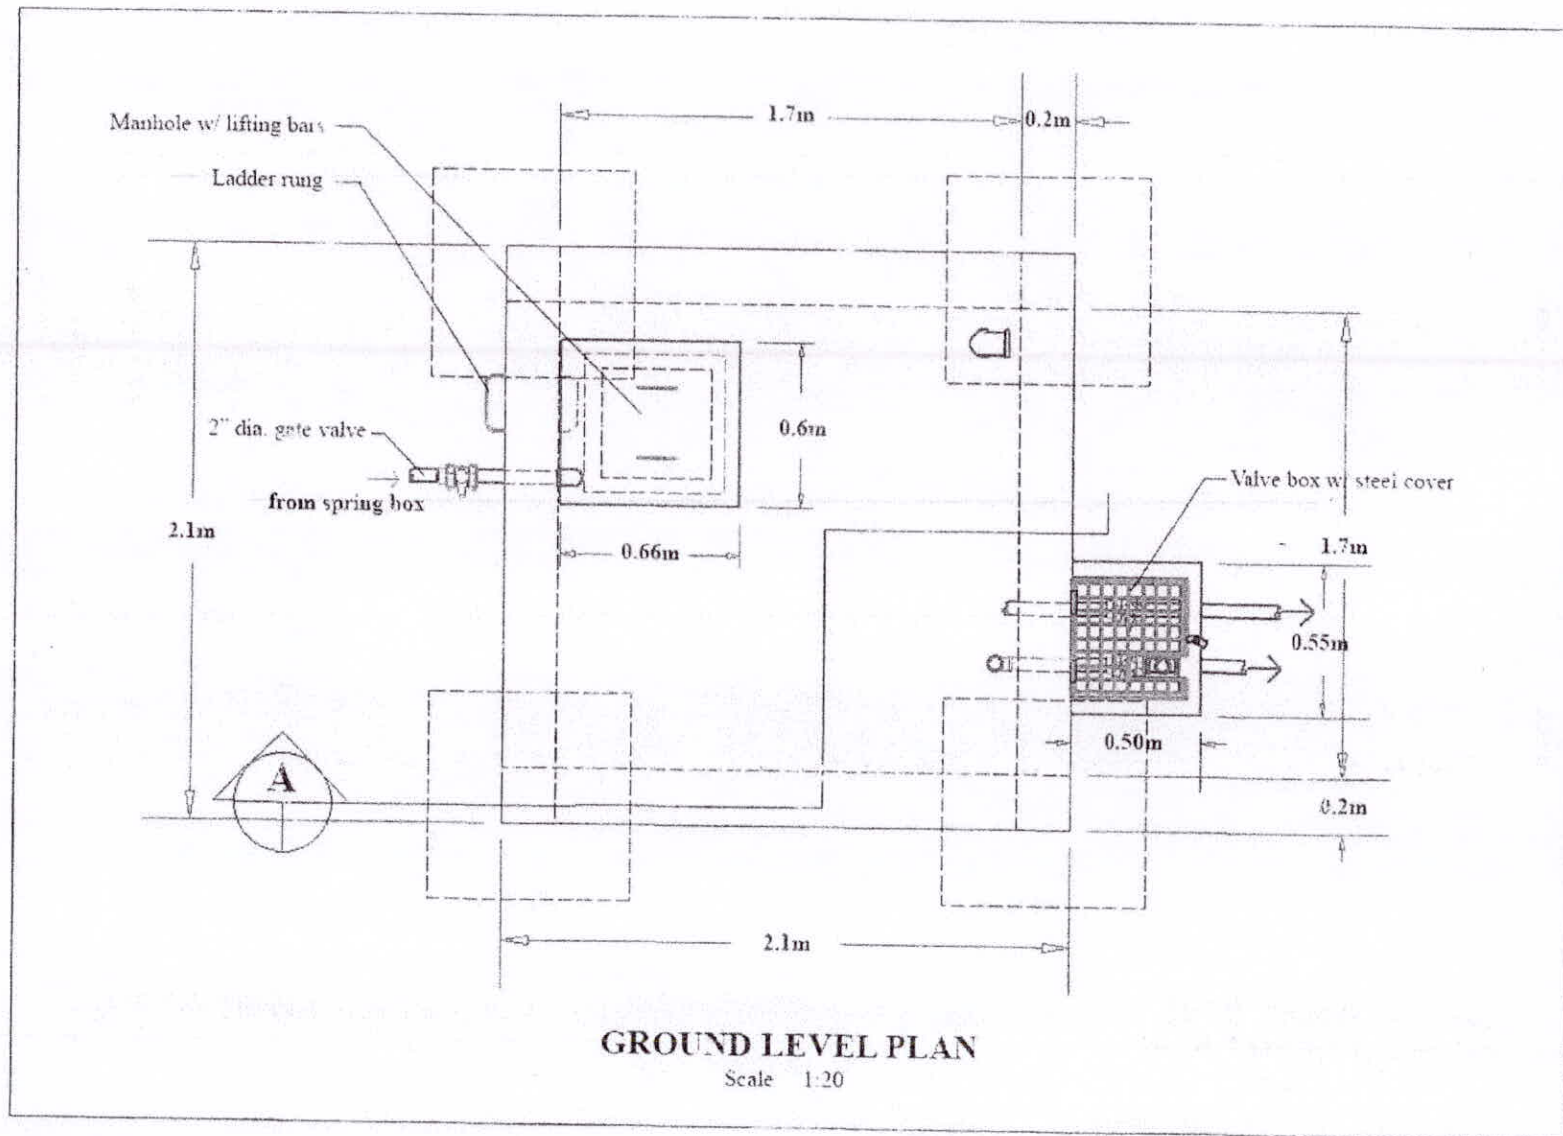 1.7m
0.2m
Manhole w/ lifting bars
Ladder rung
2" dia. gate valve
from spring box
0.6m
0.66m
2.1m
Valve box w/ steel cover
1.7m
0.55m
0.50m
0.2m
A
2.1m
GROUND LEVEL PLAN
Scale 1:20